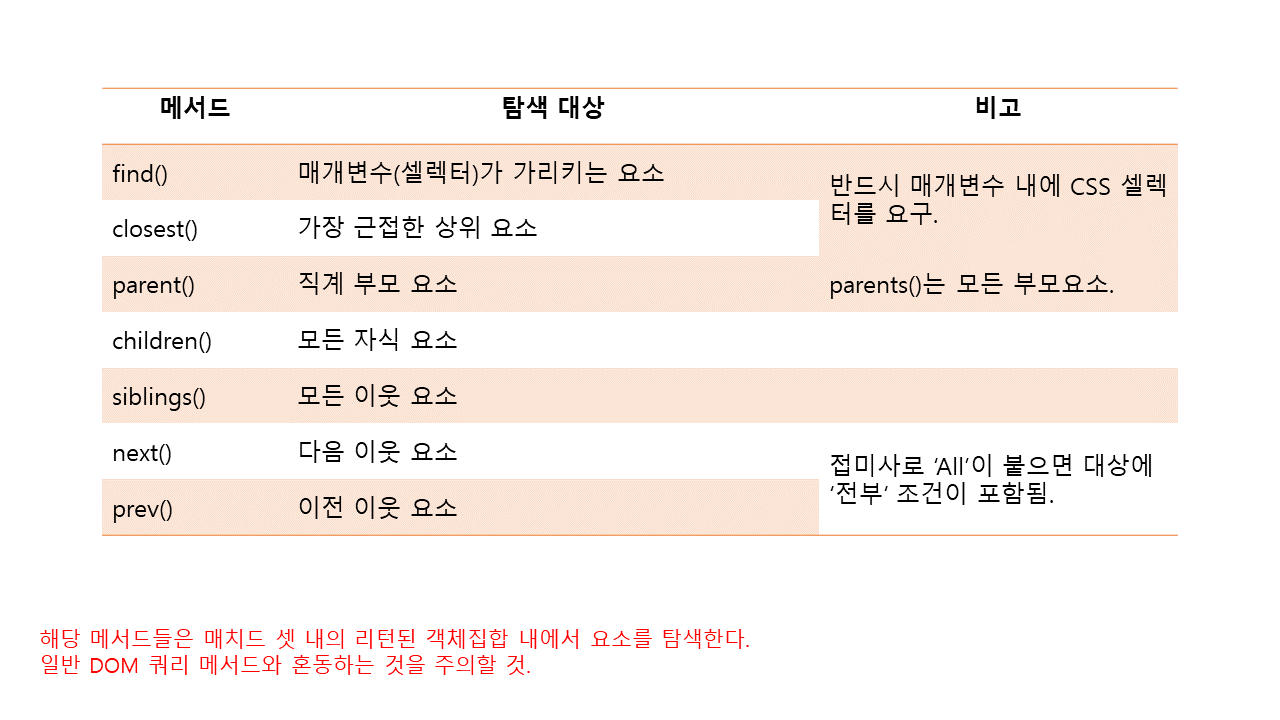 메서드 탐색 대상 비고
find() 매개변수(셀렉터)가 가리키는 요소
반드시 매개변수 내에 CSS 셀렉
터를 요구.
closest() 가장 근접한 상위 요소
parent() 직계 부모 요소 parents()는 모든 부모요소.
children() 모든 자식 요소
siblings() 모든 이웃 요소
next() 다음 이웃 요소
접미사로 ‘All’이 붙으면 대상에
‘전부‘ 조건이 포함됨.
prev() 이전 이웃 요소
해당 메서드들은 매치드 셋 내의 리턴된 객체집합 내에서 요소를 탐색한다.
일반 DOM 쿼리 메서드와 혼동하는 것을 주의할 것.